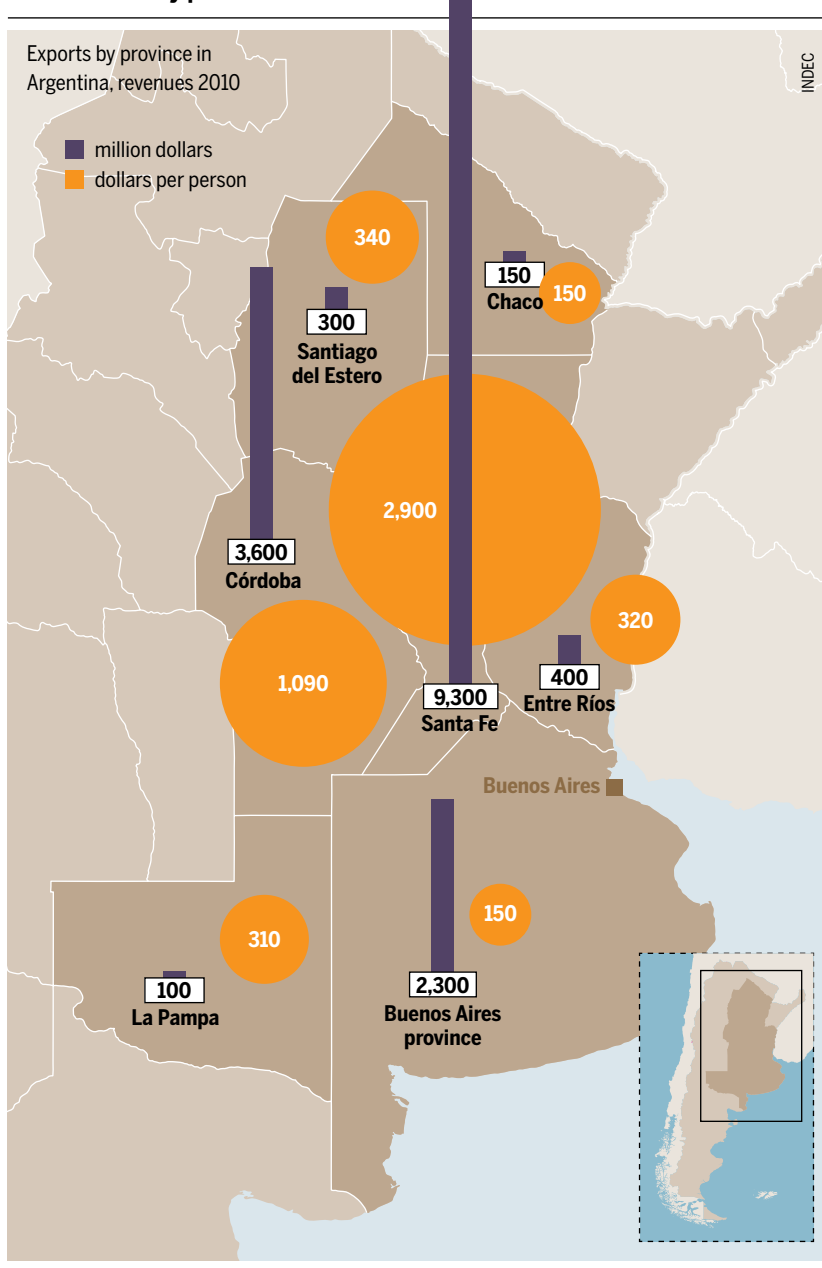 Exports by province in
Argentina, revenues 2010
INDEC
million dollars
dollars per person
340
150
Chaco
150
300
Santiago
del Estero
2,900
3,600
Córdoba
320
1,090
400
Entre Ríos
9,300
Santa Fe
Buenos Aires
150
310
100
La Pampa
2,300
Buenos Aires
province